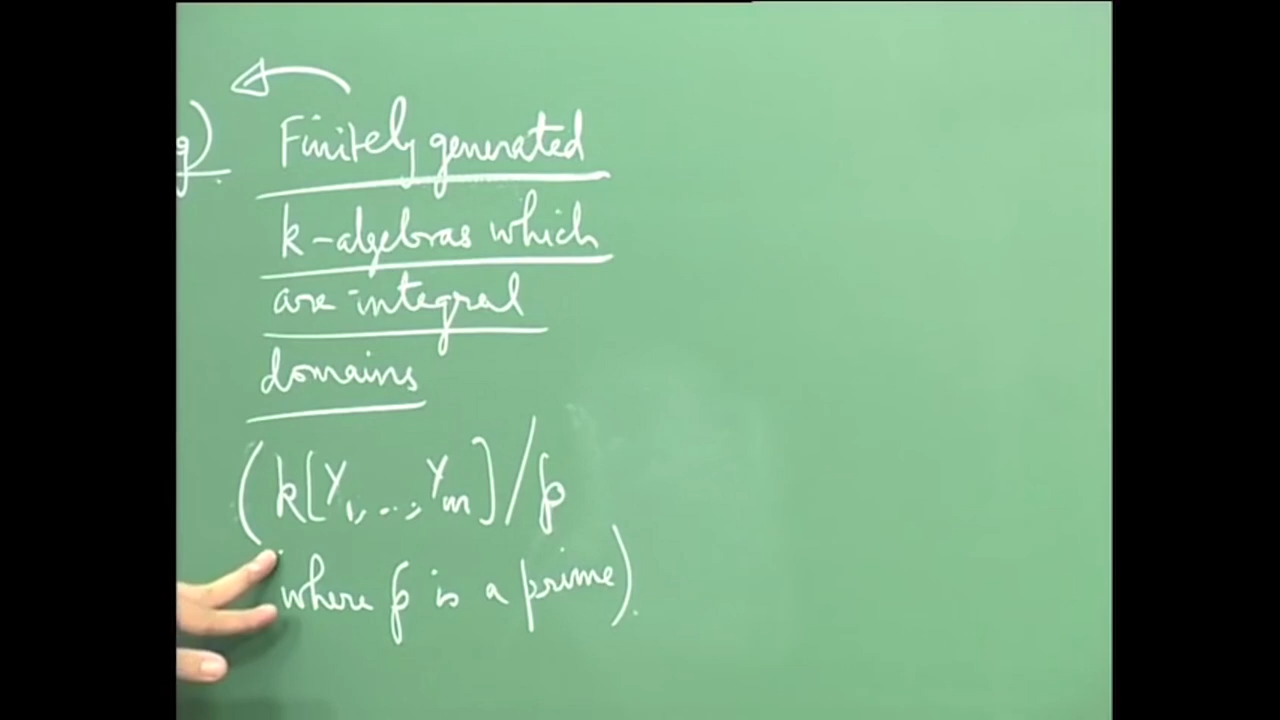 g) Finitely generated
k-algebras which
are integral
domains
(k[Y₁,..,Yₘ]/𝔭
where 𝔭 is a prime).